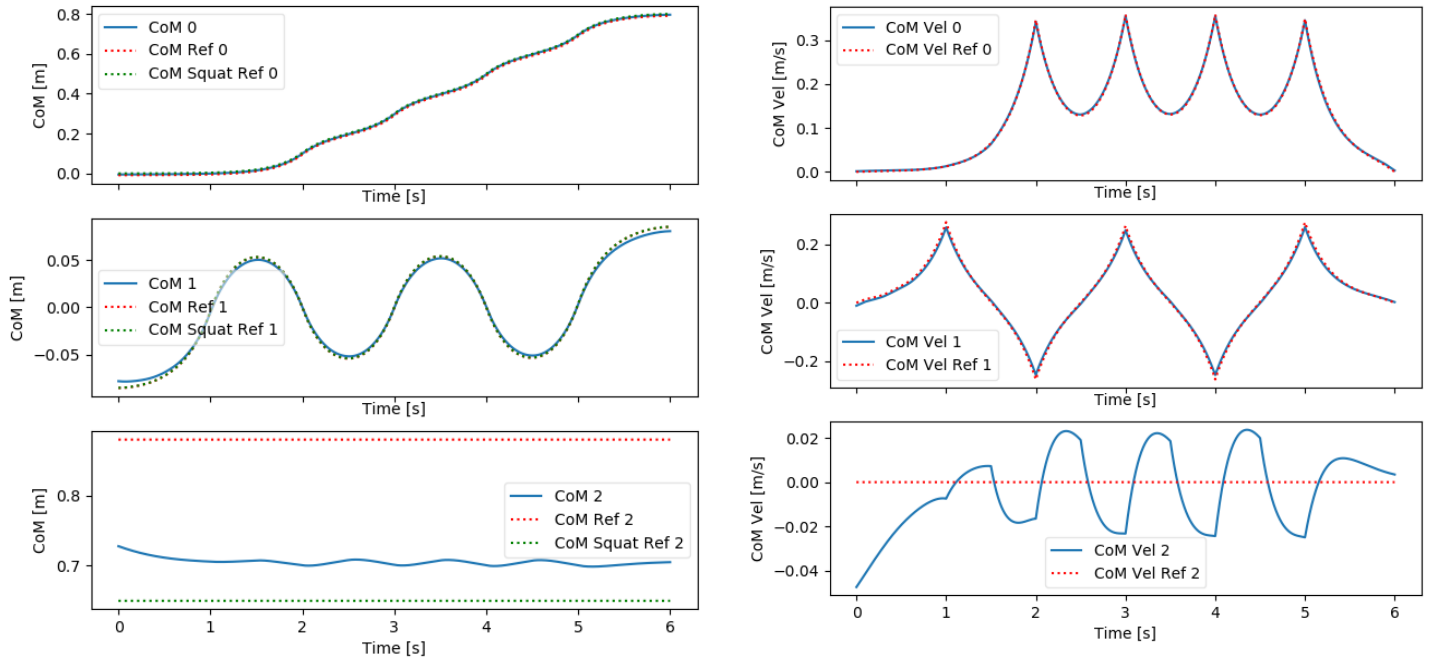 CoM [m]
0.8
0.6
0.4
0.2
0.0
CoM 0
CoM Ref 0
CoM Squat Ref 0
Time [s]
CoM Vel [m/s]
0.3
0.2
0.1
0.0
CoM Vel 0
CoM Vel Ref 0
Time [s]
CoM [m]
0.05
0.00
−0.05
CoM 1
CoM Ref 1
CoM Squat Ref 1
Time [s]
CoM Vel [m/s]
0.2
0.0
−0.2
CoM Vel 1
CoM Vel Ref 1
Time [s]
CoM [m]
0.8
0.7
CoM 2
CoM Ref 2
CoM Squat Ref 2
0 1 2 3 4 5 6
Time [s]
CoM Vel [m/s]
0.02
0.00
−0.02
−0.04
CoM Vel 2
CoM Vel Ref 2
0 1 2 3 4 5 6
Time [s]